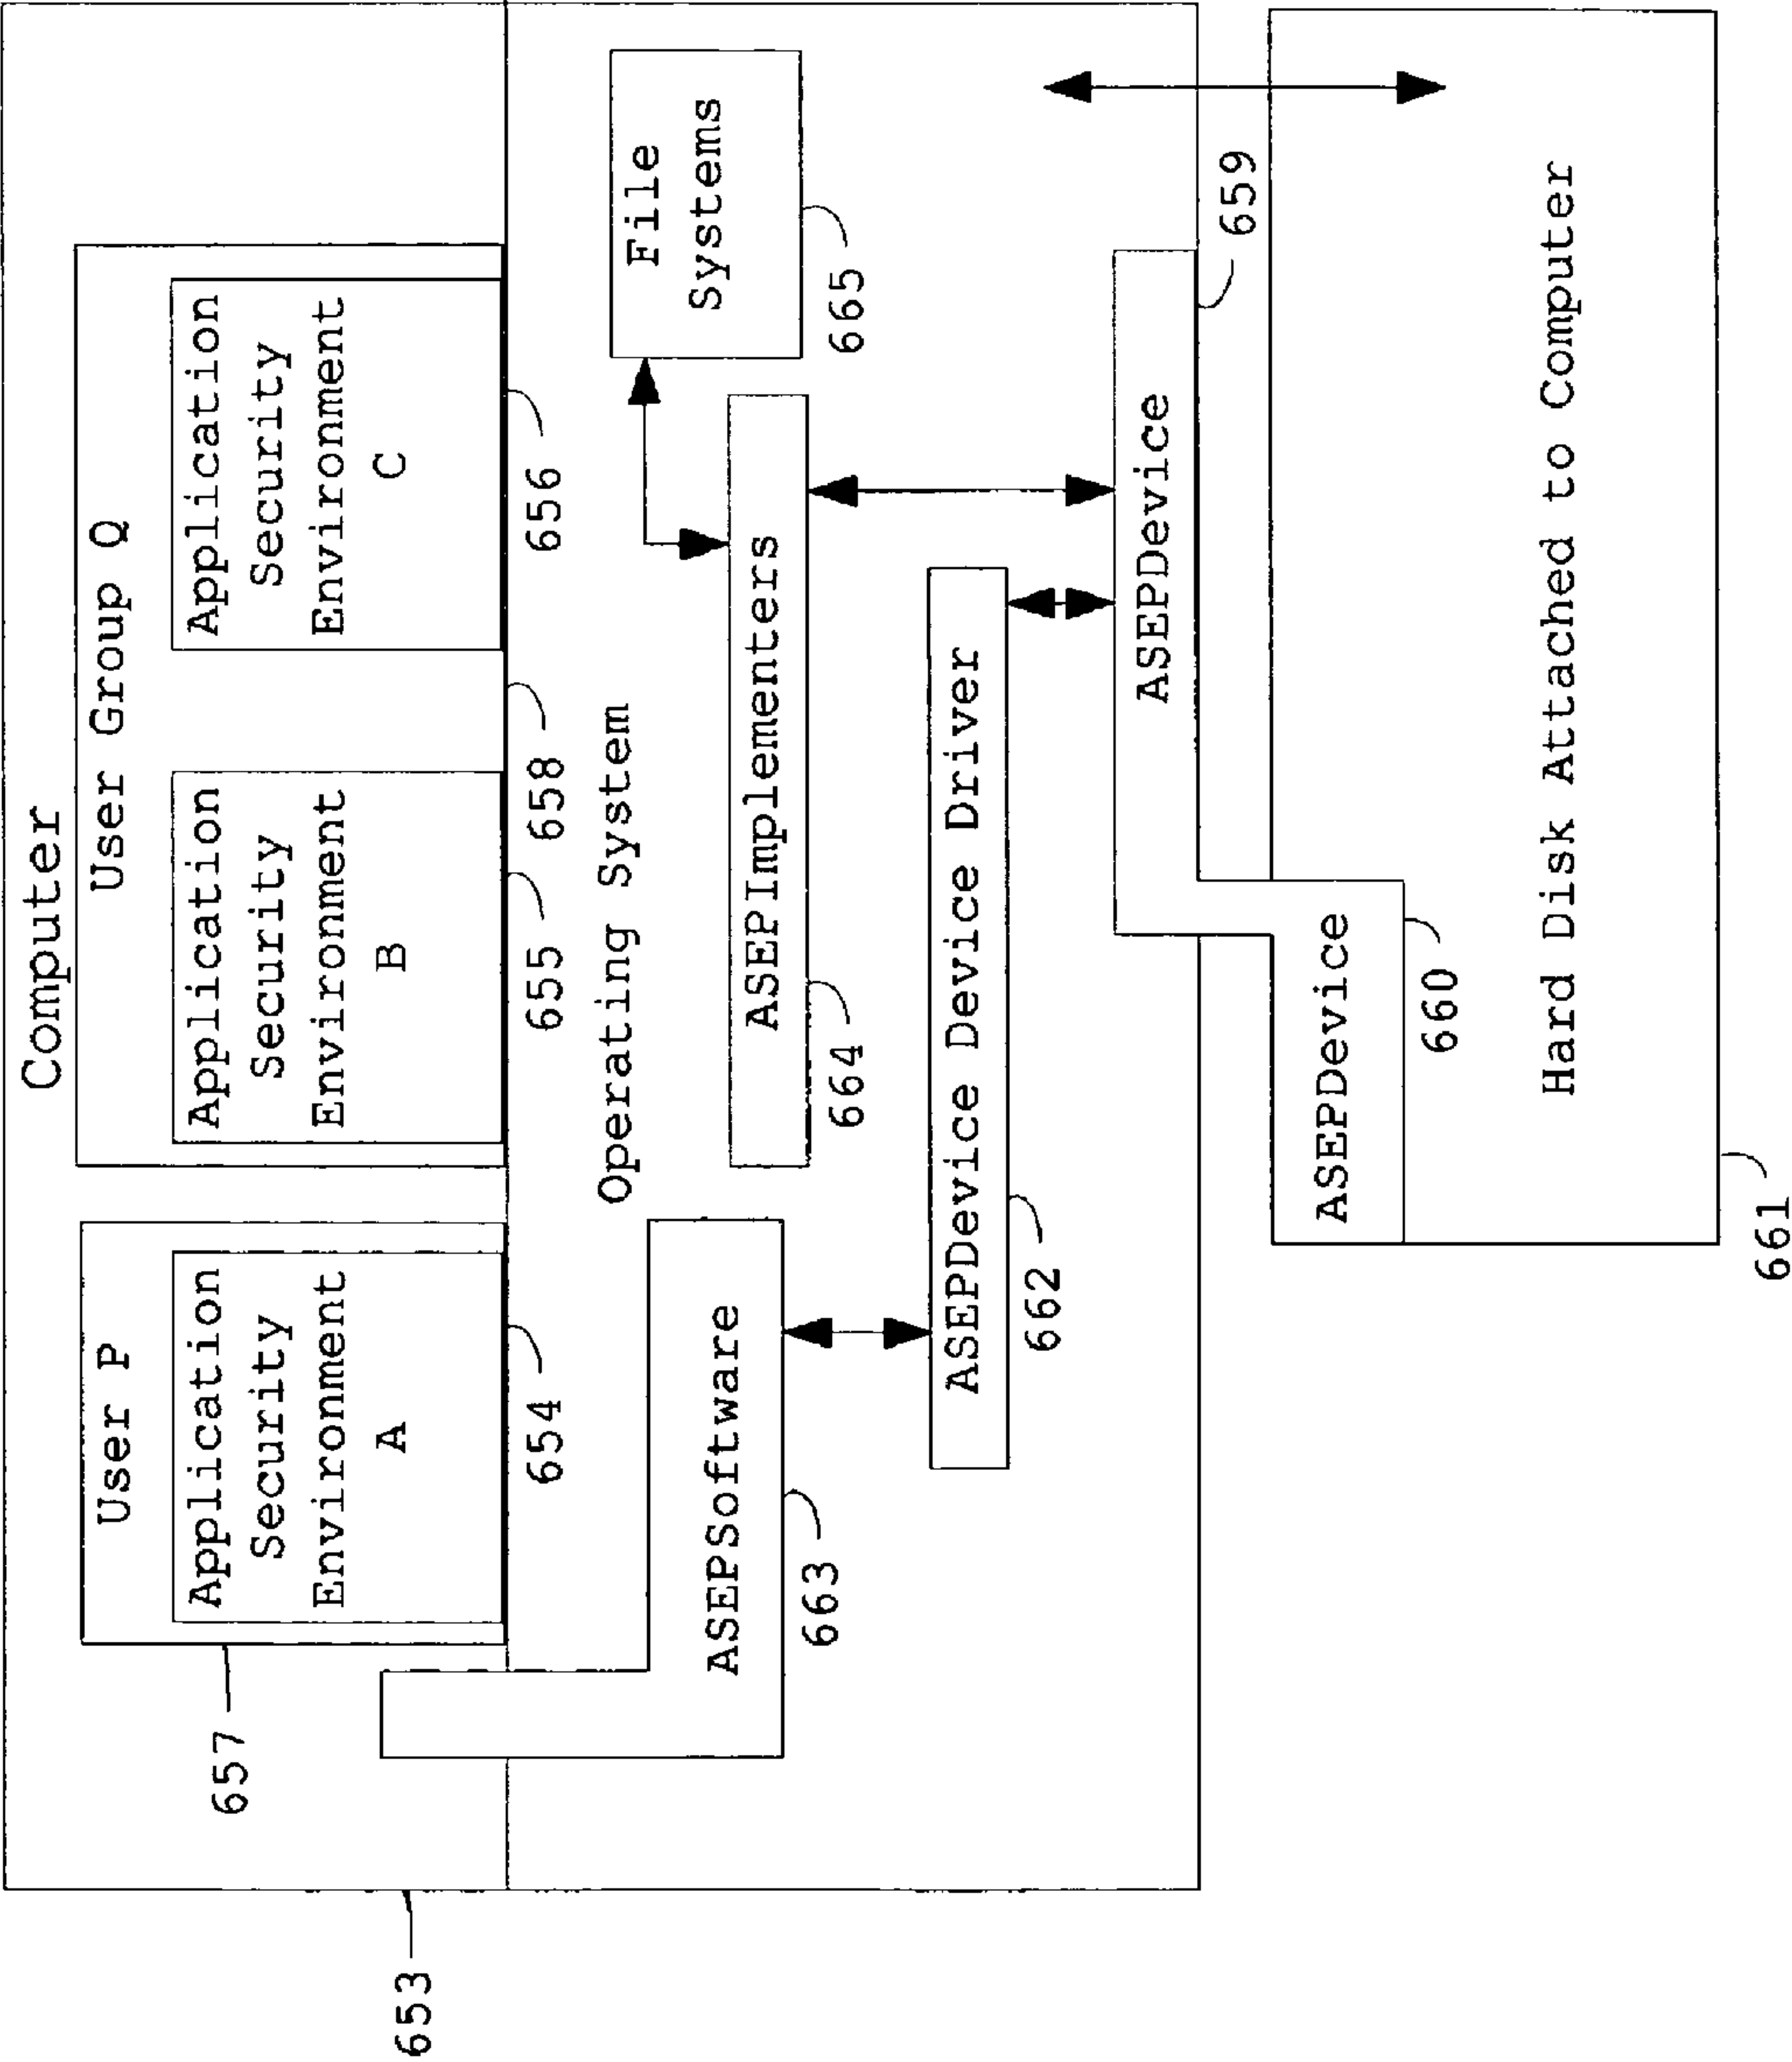 Computer
User P
User Group Q
Application
Security
Environment
A
Application
Security
Environment
B
Application
Security
Environment
C
657
653
654
655
658
656
Operating System
File
Systems
665
ASEPSoftware
663
ASEPImplementers
664
ASEPDevice Device Driver
662
ASEPDevice
659
ASEPDevice
660
Hard Disk Attached to Computer
661